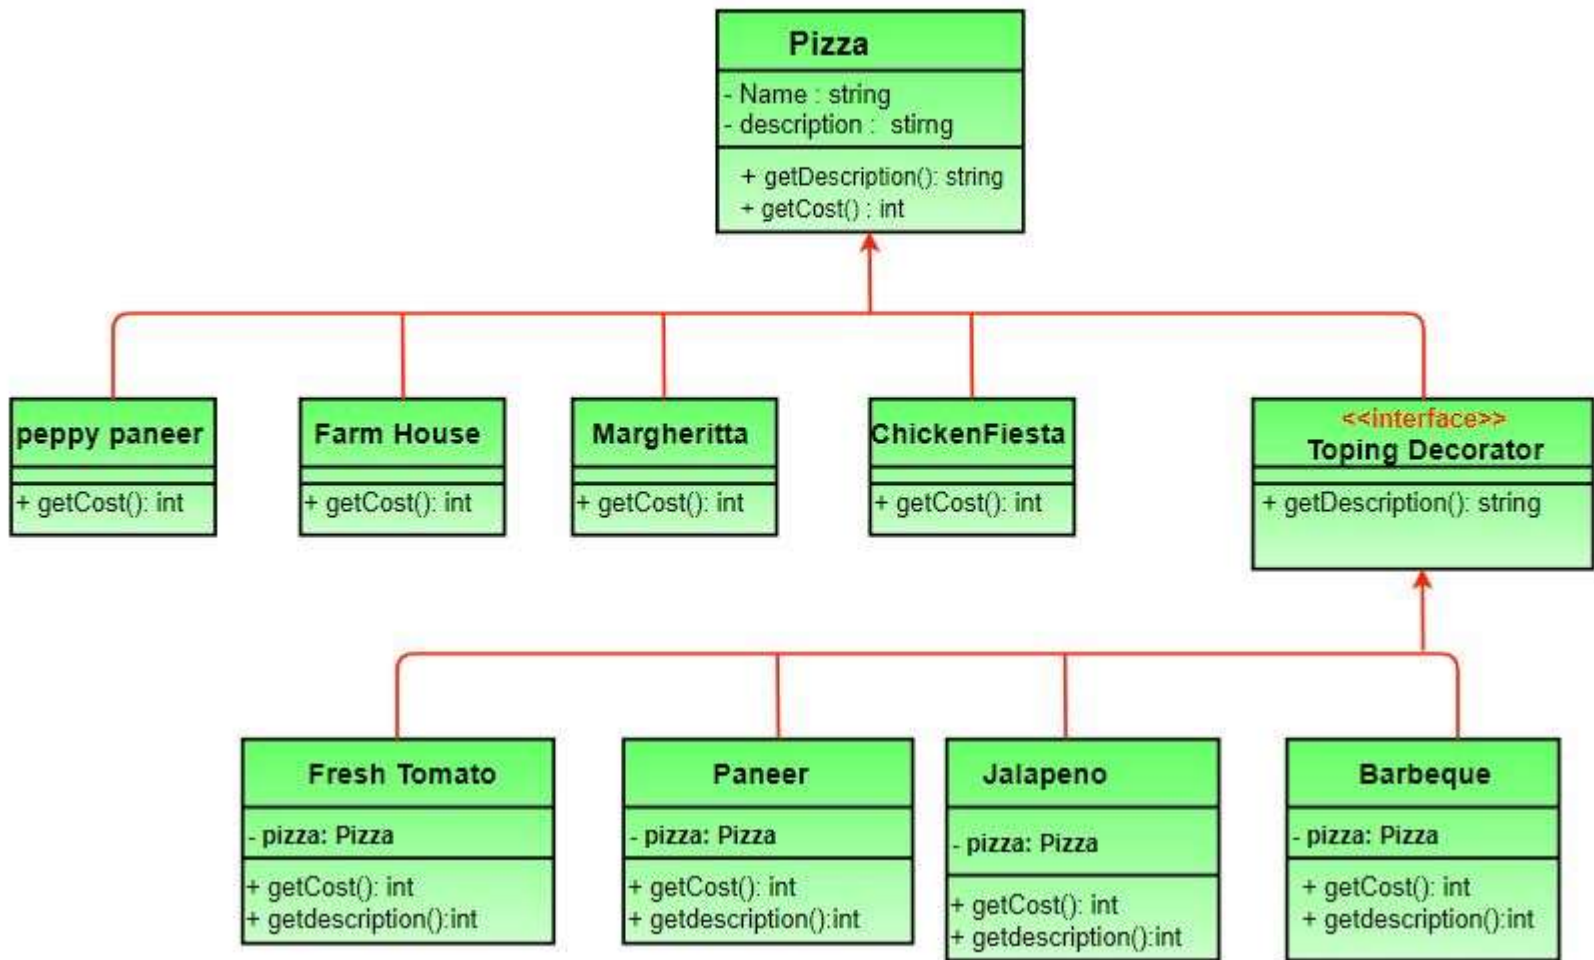 Pizza
- Name : string
- description : stirng
+ getDescription(): string
+ getCost() : int
peppy paneer
+ getCost(): int
Farm House
+ getCost(): int
Margheritta
+ getCost(): int
ChickenFiesta
+ getCost(): int
<<interface>>
Toping Decorator
+ getDescription(): string
Fresh Tomato
- pizza: Pizza
+ getCost(): int
+ getdescription():int
Paneer
- pizza: Pizza
+ getCost(): int
+ getdescription():int
Jalapeno
- pizza: Pizza
+ getCost(): int
+ getdescription():int
Barbeque
- pizza: Pizza
+ getCost(): int
+ getdescription():int